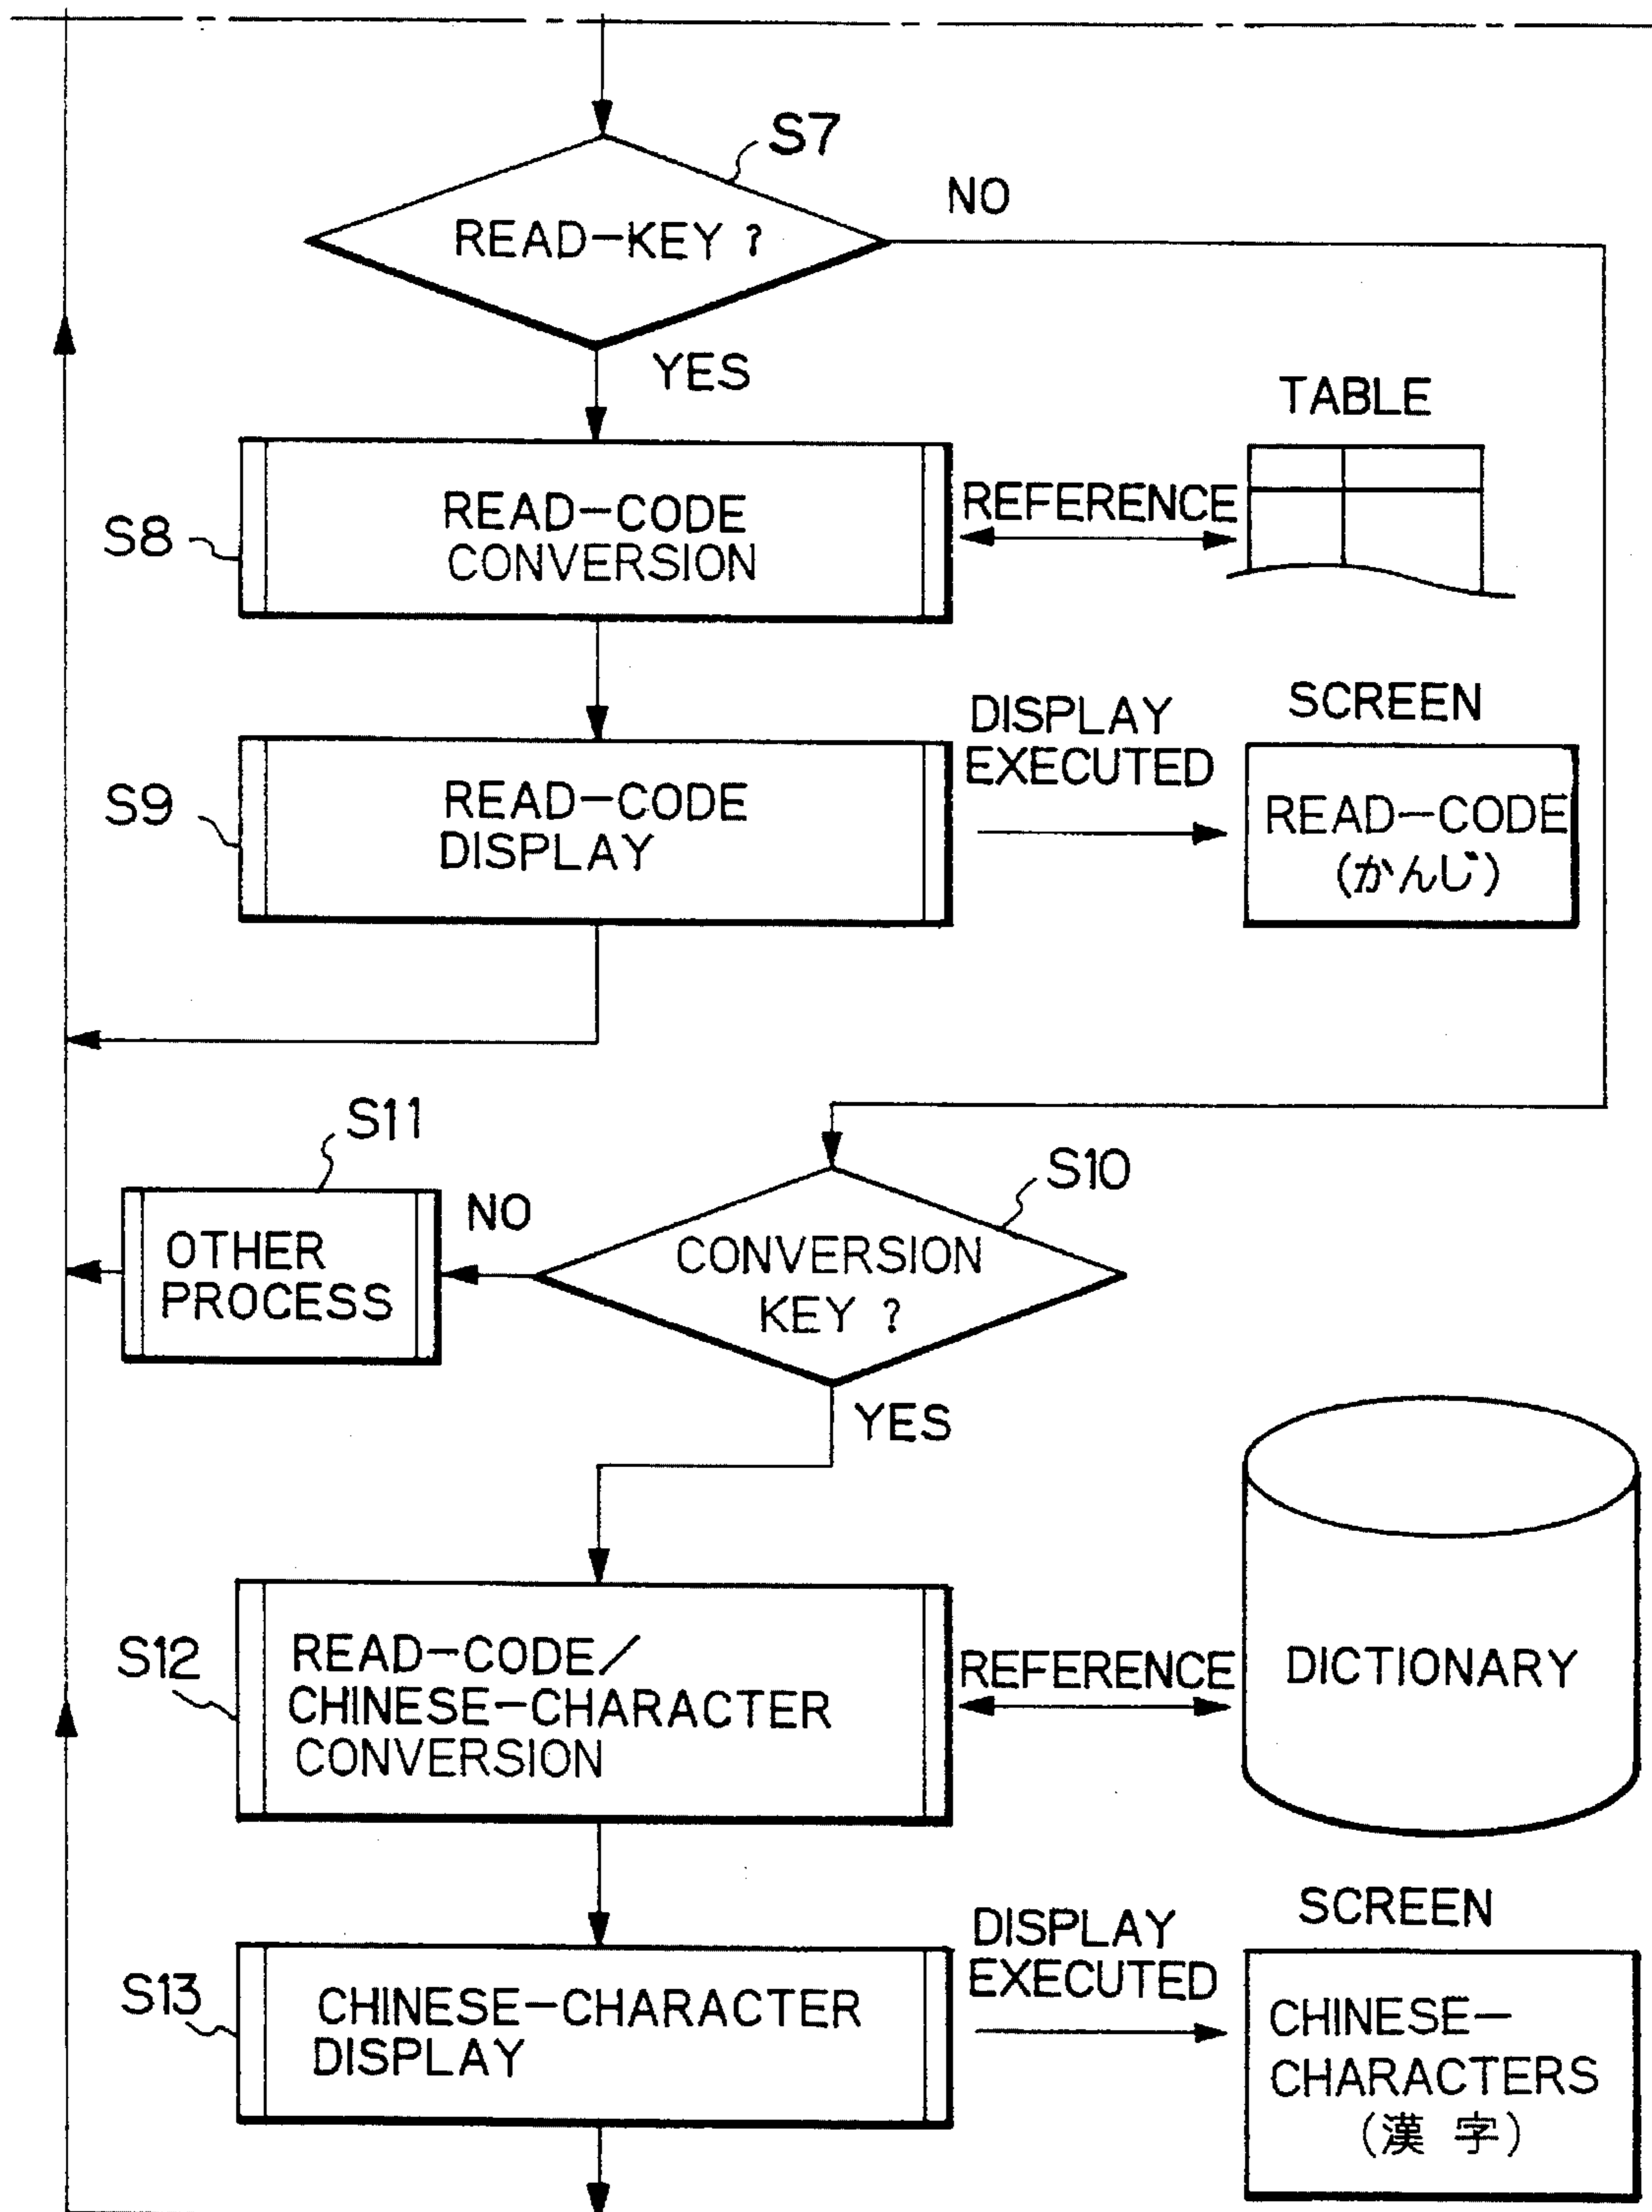 S7
NO
READ-KEY ?
YES
TABLE
S8
READ-CODE
CONVERSION
REFERENCE
S9
READ-CODE
DISPLAY
DISPLAY
EXECUTED
SCREEN
READ-CODE
(かんじ)
S11
OTHER
PROCESS
NO
S10
CONVERSION
KEY ?
YES
S12
READ-CODE/
CHINESE-CHARACTER
CONVERSION
REFERENCE
DICTIONARY
S13
CHINESE-CHARACTER
DISPLAY
DISPLAY
EXECUTED
SCREEN
CHINESE-
CHARACTERS
(漢 字)